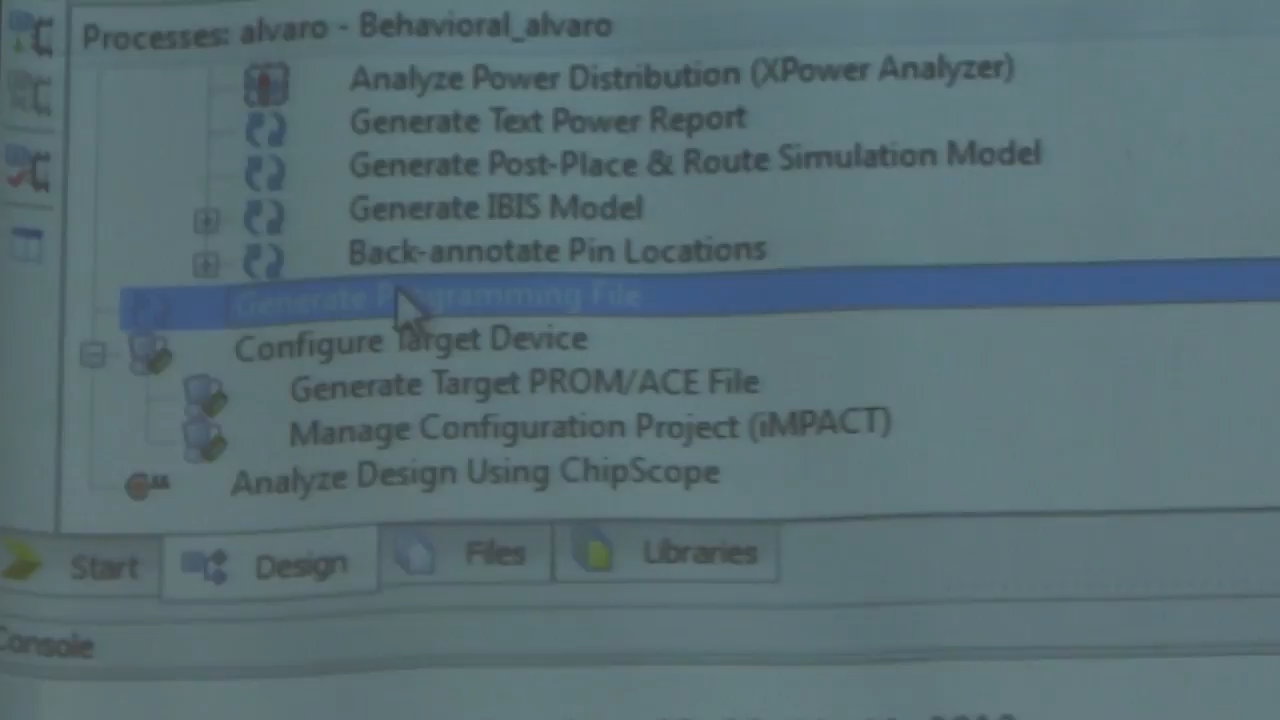 Processes: alvaro - Behavioral_alvaro
Analyze Power Distribution (XPower Analyzer)
Generate Text Power Report
Generate Post-Place & Route Simulation Model
Generate IBIS Model
Back-annotate Pin Locations
Generate Programming File
Configure Target Device
Generate Target PROM/ACE File
Manage Configuration Project (iMPACT)
Analyze Design Using ChipScope
Start Design Files Libraries
Console